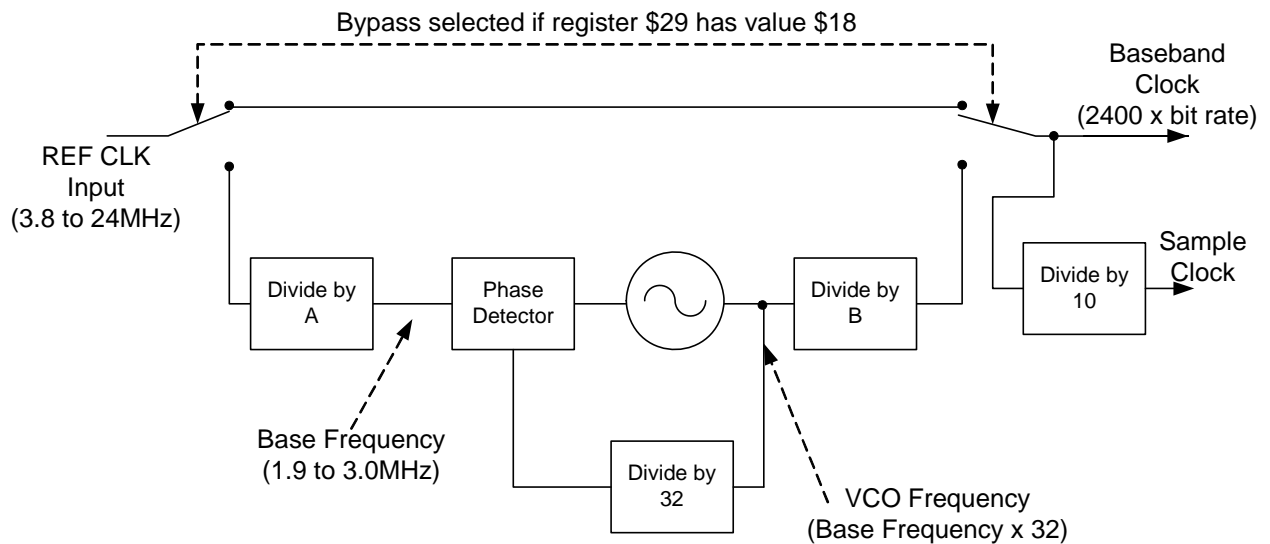 Bypass selected if register $29 has value $18
Baseband
Clock
(2400 x bit rate)
REF CLK
Input
(3.8 to 24MHz)
Divide by
A
Phase
Detector
Divide by
B
Divide by
10
Sample
Clock
Base Frequency
(1.9 to 3.0MHz)
Divide by
32
VCO Frequency
(Base Frequency x 32)